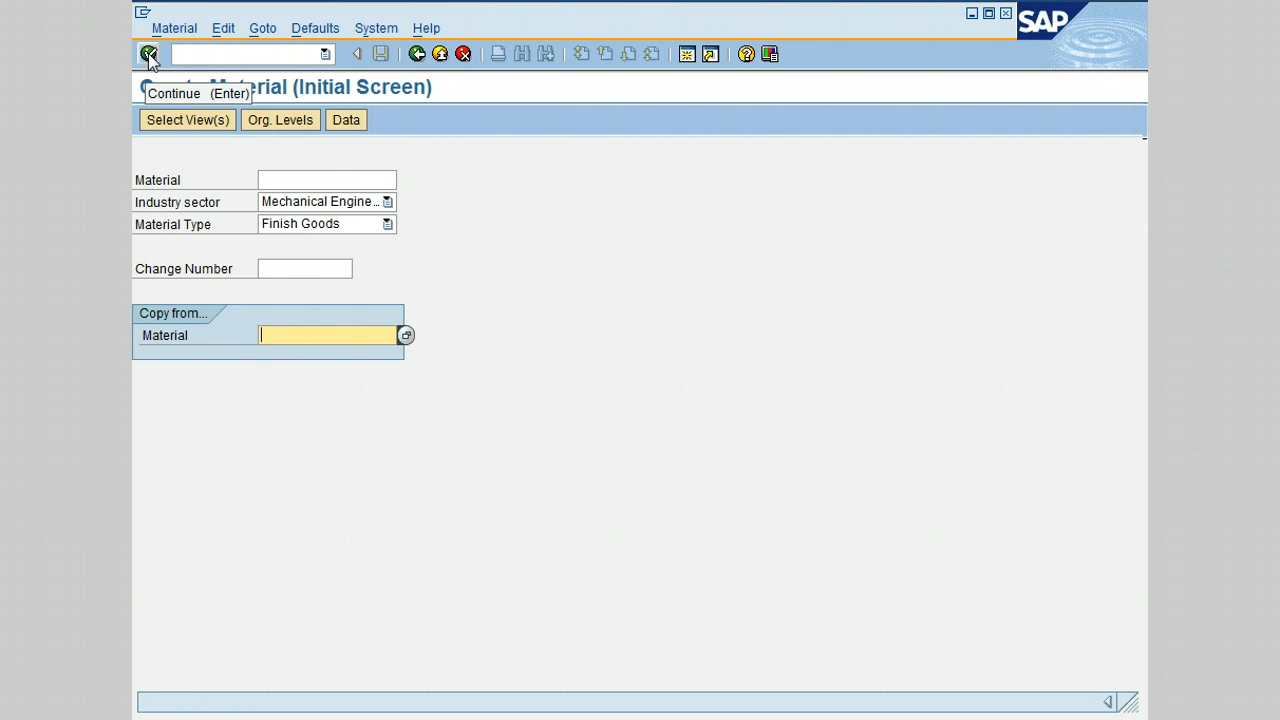 Material Edit Goto Defaults System Help
SAP
rial (Initial Screen)
Continue (Enter)
Select View(s) Org. Levels Data
Material
Industry sector Mechanical Engine...
Material Type Finish Goods
Change Number
Copy from...
Material